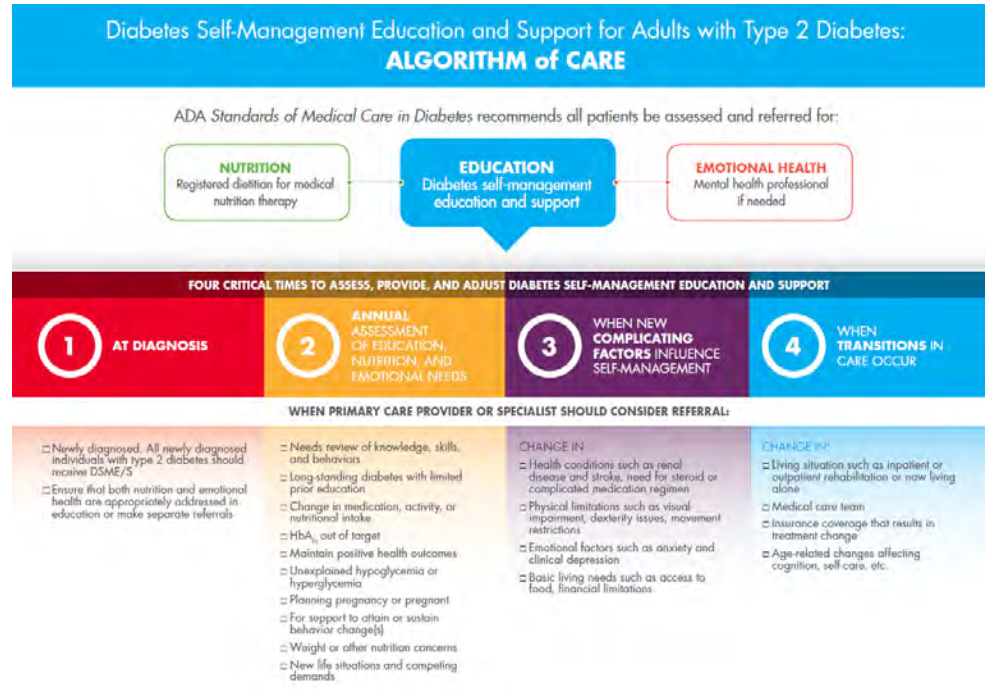 Diabetes Self-Management Education and Support for Adults with Type 2 Diabetes:
ALGORITHM of CARE
ADA Standards of Medical Care in Diabetes recommends all patients be assessed and referred for:
NUTRITION
Registered dietitian for medical
nutrition therapy
EDUCATION
Diabetes self-management
education and support
EMOTIONAL HEALTH
Mental health professional
if needed
FOUR CRITICAL TIMES TO ASSESS, PROVIDE, AND ADJUST DIABETES SELF-MANAGEMENT EDUCATION AND SUPPORT
1
AT DIAGNOSIS
2
ANNUAL
ASSESSMENT
OF EDUCATION,
NUTRITION, AND
EMOTIONAL NEEDS
3
WHEN NEW
COMPLICATING
FACTORS INFLUENCE
SELF-MANAGEMENT
4
WHEN
TRANSITIONS IN
CARE OCCUR
WHEN PRIMARY CARE PROVIDER OR SPECIALIST SHOULD CONSIDER REFERRAL:
Newly diagnosed. All newly diagnosed
individuals with type 2 diabetes should
receive DSME/S
Ensure that both nutrition and emotional
health are appropriately addressed in
education or make separate referrals
Needs review of knowledge, skills,
and behaviors
Long-standing diabetes with limited
prior education
Change in medication, activity, or
nutritional intake
HbA1c out of target
Maintain positive health outcomes
Unexplained hypoglycemia or
hyperglycemia
Planning pregnancy or pregnant
For support to attain or sustain
behavior change(s)
Weight or other nutrition concerns
New life situations and competing
demands
CHANGE IN:
Health conditions such as renal
disease and stroke, need for steroid or
complicated medication regimen
Physical limitations such as visual
impairment, dexterity issues, movement
restrictions
Emotional factors such as anxiety and
clinical depression
Basic living needs such as access to
food, financial limitations
CHANGE IN:
Living situation such as inpatient or
outpatient rehabilitation or now living
alone
Medical care team
Insurance coverage that results in
treatment change
Age-related changes affecting
cognition, self-care, etc.